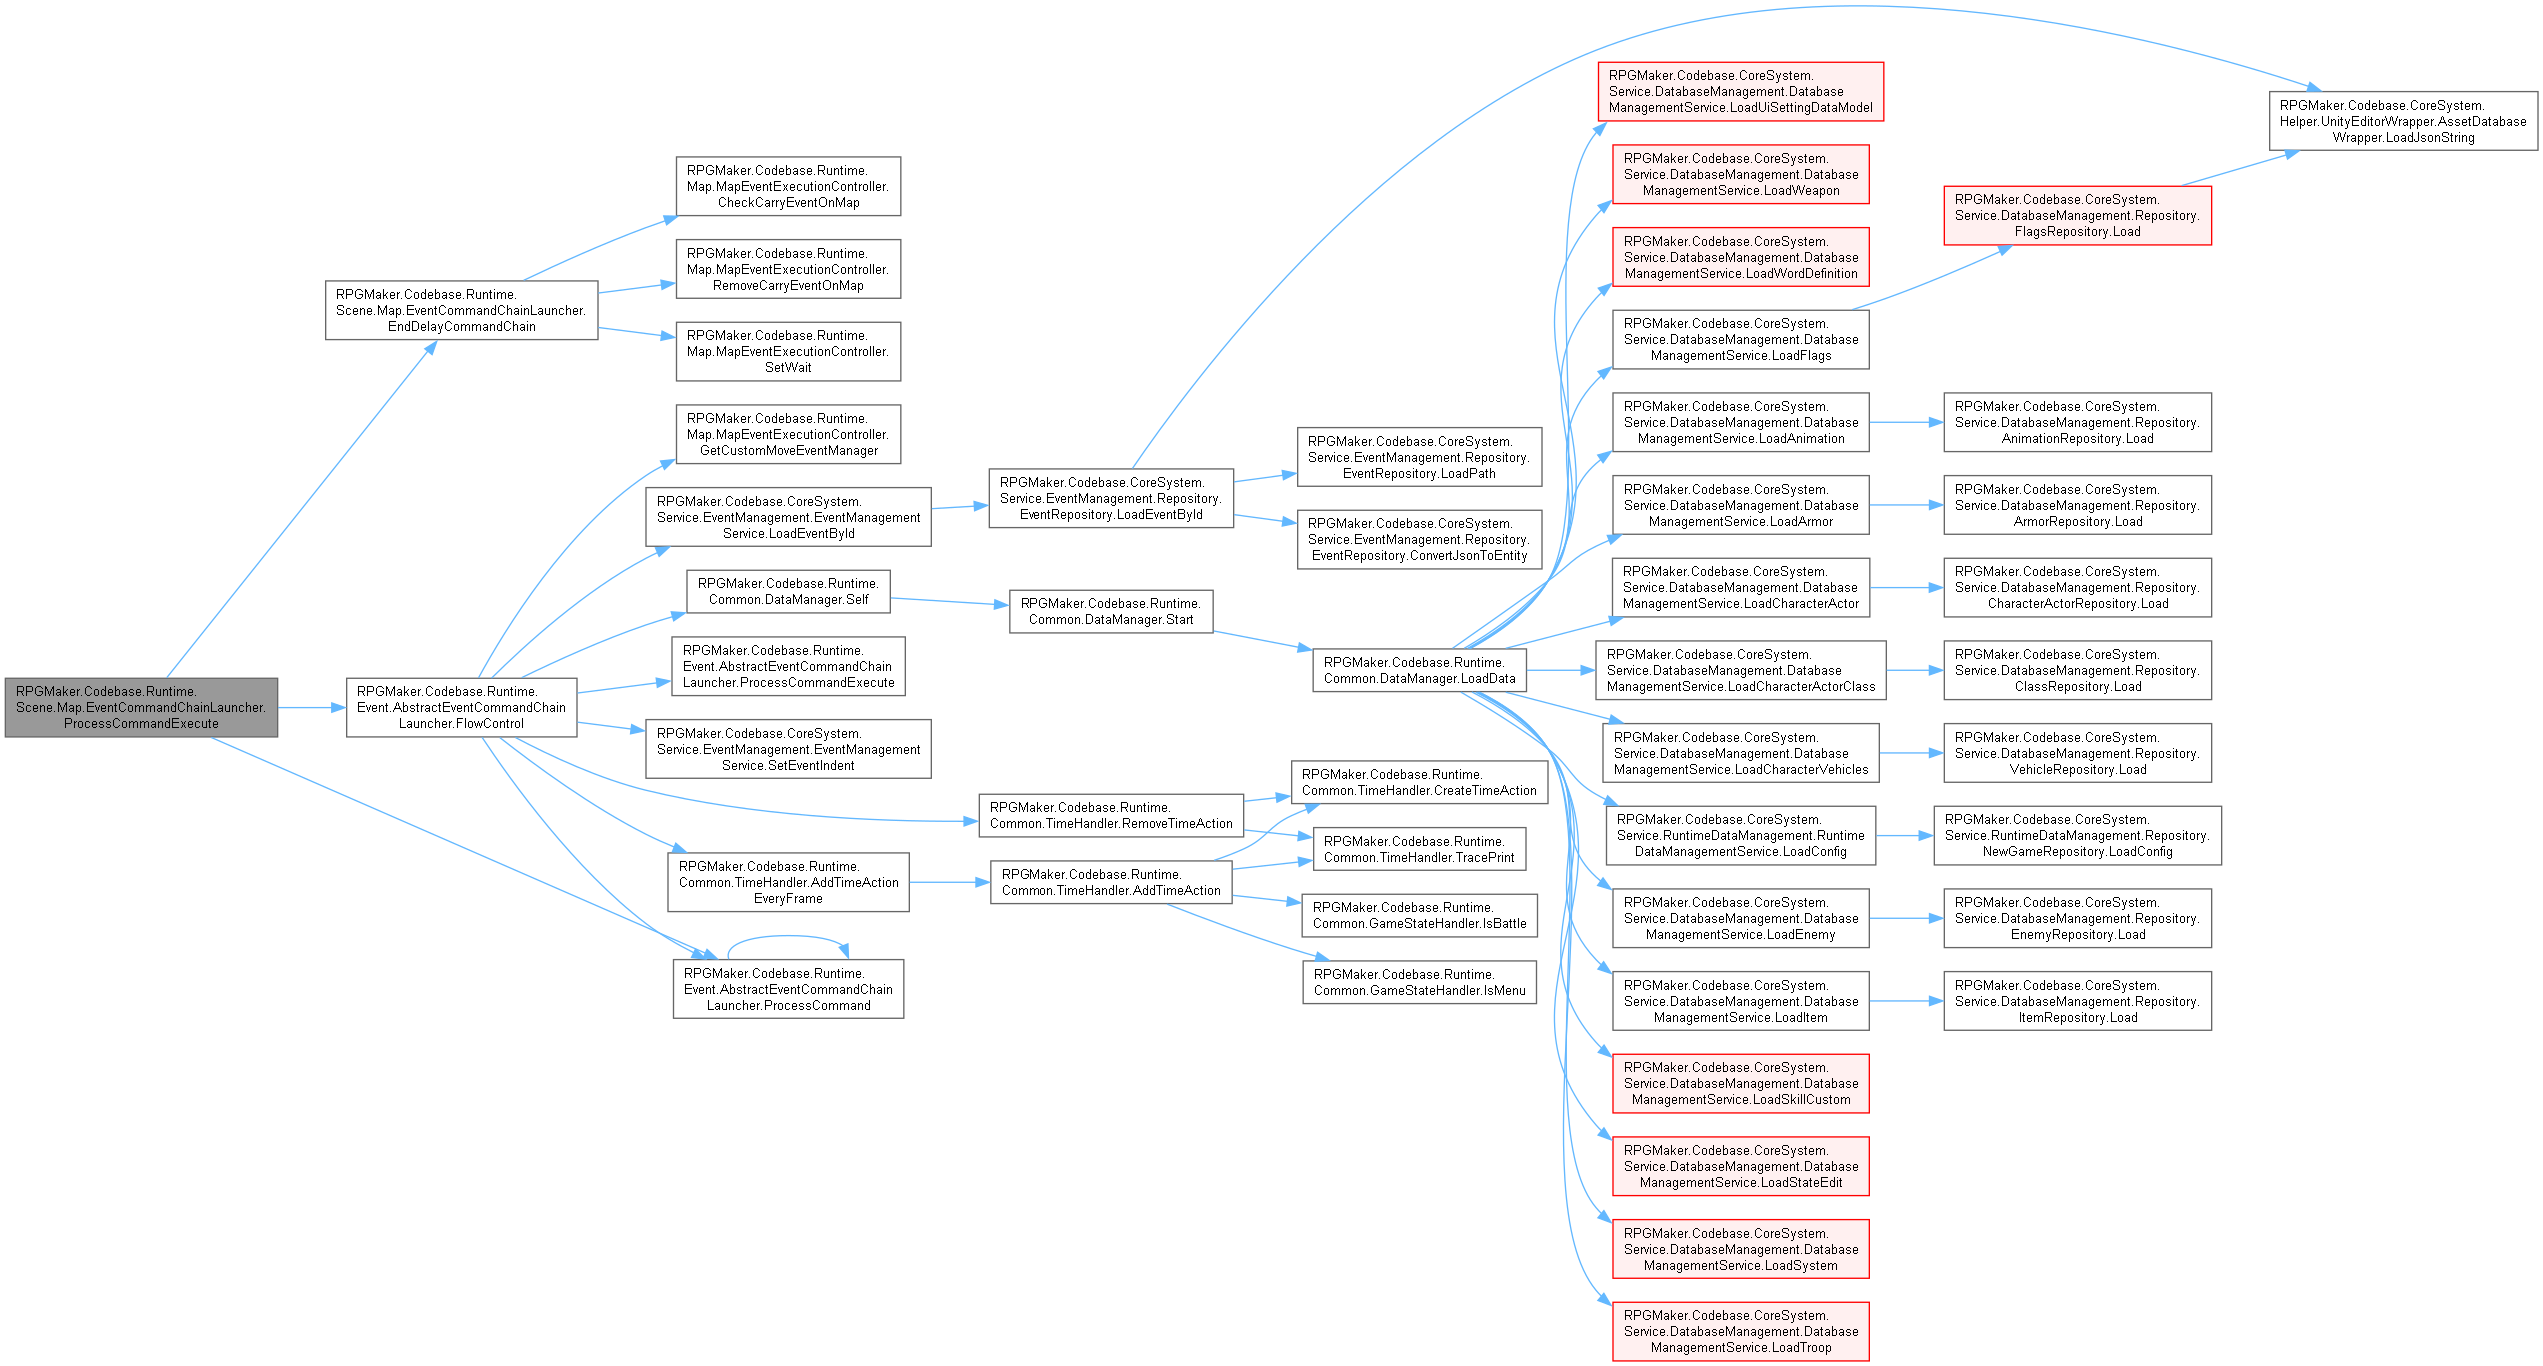 RPGMaker.Codebase.Runtime.
Scene.Map.EventCommandChainLauncher.
ProcessCommandExecute
RPGMaker.Codebase.Runtime.
Scene.Map.EventCommandChainLauncher.
EndDelayCommandChain
RPGMaker.Codebase.Runtime.
Event.AbstractEventCommandChain
Launcher.FlowControl
RPGMaker.Codebase.Runtime.
Map.MapEventExecutionController.
CheckCarryEventOnMap
RPGMaker.Codebase.Runtime.
Map.MapEventExecutionController.
RemoveCarryEventOnMap
RPGMaker.Codebase.Runtime.
Map.MapEventExecutionController.
SetWait
RPGMaker.Codebase.Runtime.
Map.MapEventExecutionController.
GetCustomMoveEventManager
RPGMaker.Codebase.CoreSystem.
Service.EventManagement.EventManagement
Service.LoadEventById
RPGMaker.Codebase.Runtime.
Common.DataManager.Self
RPGMaker.Codebase.Runtime.
Event.AbstractEventCommandChain
Launcher.ProcessCommandExecute
RPGMaker.Codebase.CoreSystem.
Service.EventManagement.EventManagement
Service.SetEventIndent
RPGMaker.Codebase.Runtime.
Common.TimeHandler.AddTimeAction
EveryFrame
RPGMaker.Codebase.Runtime.
Event.AbstractEventCommandChain
Launcher.ProcessCommand
RPGMaker.Codebase.CoreSystem.
Service.EventManagement.Repository.
EventRepository.LoadEventById
RPGMaker.Codebase.Runtime.
Common.DataManager.Start
RPGMaker.Codebase.Runtime.
Common.TimeHandler.RemoveTimeAction
RPGMaker.Codebase.Runtime.
Common.TimeHandler.AddTimeAction
RPGMaker.Codebase.CoreSystem.
Service.EventManagement.Repository.
EventRepository.LoadPath
RPGMaker.Codebase.CoreSystem.
Service.EventManagement.Repository.
EventRepository.ConvertJsonToEntity
RPGMaker.Codebase.Runtime.
Common.DataManager.LoadData
RPGMaker.Codebase.Runtime.
Common.TimeHandler.CreateTimeAction
RPGMaker.Codebase.Runtime.
Common.TimeHandler.TracePrint
RPGMaker.Codebase.Runtime.
Common.GameStateHandler.IsBattle
RPGMaker.Codebase.Runtime.
Common.GameStateHandler.IsMenu
RPGMaker.Codebase.CoreSystem.
Service.DatabaseManagement.Database
ManagementService.LoadUiSettingDataModel
RPGMaker.Codebase.CoreSystem.
Service.DatabaseManagement.Database
ManagementService.LoadWeapon
RPGMaker.Codebase.CoreSystem.
Service.DatabaseManagement.Database
ManagementService.LoadWordDefinition
RPGMaker.Codebase.CoreSystem.
Service.DatabaseManagement.Database
ManagementService.LoadFlags
RPGMaker.Codebase.CoreSystem.
Service.DatabaseManagement.Database
ManagementService.LoadAnimation
RPGMaker.Codebase.CoreSystem.
Service.DatabaseManagement.Database
ManagementService.LoadArmor
RPGMaker.Codebase.CoreSystem.
Service.DatabaseManagement.Database
ManagementService.LoadCharacterActor
RPGMaker.Codebase.CoreSystem.
Service.DatabaseManagement.Database
ManagementService.LoadCharacterActorClass
RPGMaker.Codebase.CoreSystem.
Service.DatabaseManagement.Database
ManagementService.LoadCharacterVehicles
RPGMaker.Codebase.CoreSystem.
Service.RuntimeDataManagement.Runtime
DataManagementService.LoadConfig
RPGMaker.Codebase.CoreSystem.
Service.DatabaseManagement.Database
ManagementService.LoadEnemy
RPGMaker.Codebase.CoreSystem.
Service.DatabaseManagement.Database
ManagementService.LoadItem
RPGMaker.Codebase.CoreSystem.
Service.DatabaseManagement.Database
ManagementService.LoadSkillCustom
RPGMaker.Codebase.CoreSystem.
Service.DatabaseManagement.Database
ManagementService.LoadStateEdit
RPGMaker.Codebase.CoreSystem.
Service.DatabaseManagement.Database
ManagementService.LoadSystem
RPGMaker.Codebase.CoreSystem.
Service.DatabaseManagement.Database
ManagementService.LoadTroop
RPGMaker.Codebase.CoreSystem.
Service.DatabaseManagement.Repository.
FlagsRepository.Load
RPGMaker.Codebase.CoreSystem.
Service.DatabaseManagement.Repository.
AnimationRepository.Load
RPGMaker.Codebase.CoreSystem.
Service.DatabaseManagement.Repository.
ArmorRepository.Load
RPGMaker.Codebase.CoreSystem.
Service.DatabaseManagement.Repository.
CharacterActorRepository.Load
RPGMaker.Codebase.CoreSystem.
Service.DatabaseManagement.Repository.
ClassRepository.Load
RPGMaker.Codebase.CoreSystem.
Service.DatabaseManagement.Repository.
VehicleRepository.Load
RPGMaker.Codebase.CoreSystem.
Service.RuntimeDataManagement.Repository.
NewGameRepository.LoadConfig
RPGMaker.Codebase.CoreSystem.
Service.DatabaseManagement.Repository.
EnemyRepository.Load
RPGMaker.Codebase.CoreSystem.
Service.DatabaseManagement.Repository.
ItemRepository.Load
RPGMaker.Codebase.CoreSystem.
Helper.UnityEditorWrapper.AssetDatabase
Wrapper.LoadJsonString